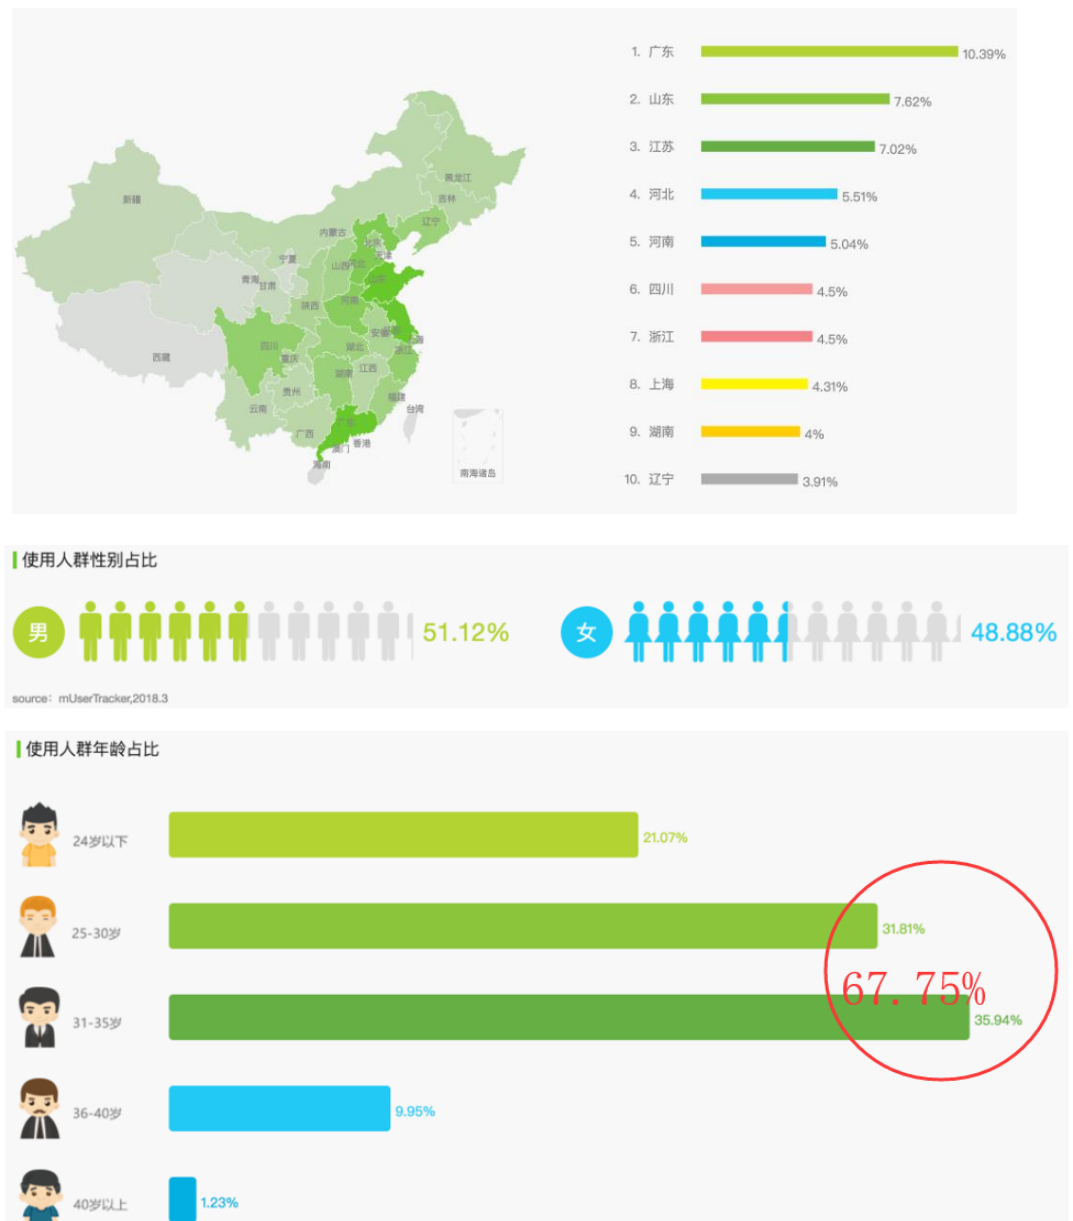 1. 广东 10.39%
2. 山东 7.62%
3. 江苏 7.02%
4. 河北 5.51%
5. 河南 5.04%
6. 四川 4.5%
7. 浙江 4.5%
8. 上海 4.31%
9. 湖南 4%
10. 辽宁 3.91%
黑龙江
吉林
新疆
辽宁
内蒙古
北京
天津
宁夏
山西
河北
青海
甘肃
山东
陕西
河南
安徽
上海
四川
湖北
浙江
重庆
西藏
湖南
江西
贵州
福建
云南
台湾
广东
广西
香港
澳门
海南
南海诸岛
使用人群性别占比
男 51.12% 女 48.88%
source：mUserTracker,2018.3
使用人群年龄占比
24岁以下 21.07%
25-30岁 31.81%
67.75%
31-35岁 35.94%
36-40岁 9.95%
40岁以上 1.23%